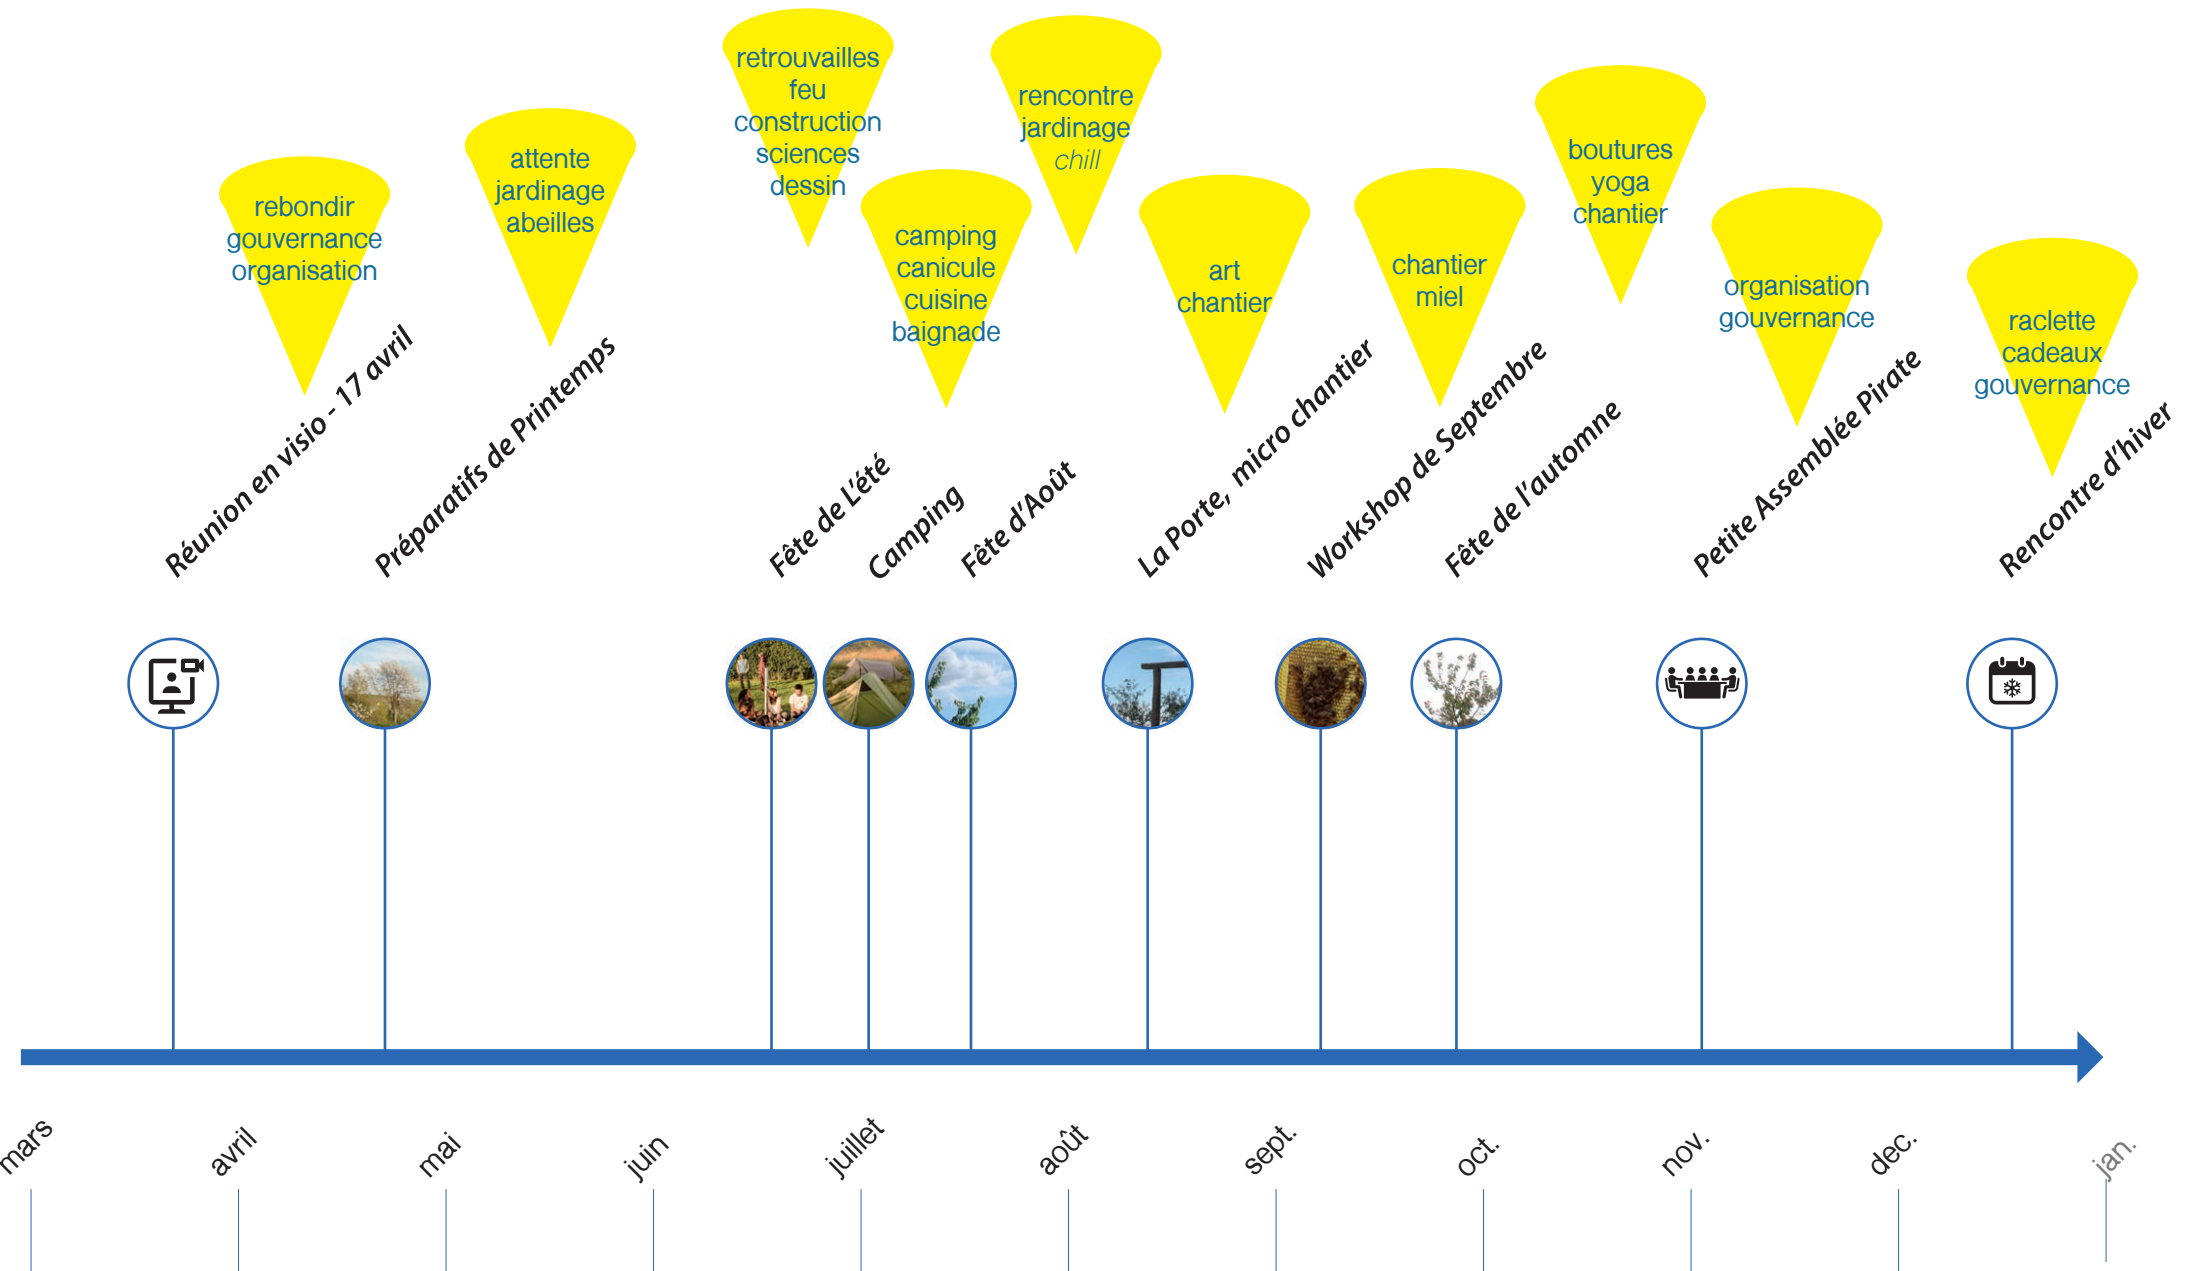 retrouvailles
feu
construction
sciences
dessin
rencontre
jardinage
chill
attente
jardinage
abeilles
rebondir
gouvernance
organisation
camping
canicule
cuisine
baignade
art
chantier
chantier
miel
boutures
yoga
chantier
organisation
gouvernance
raclette
cadeaux
gouvernance
Réunion en visio - 17 avril
Préparatifs de Printemps
Fête de L'été
Camping
Fête d'Août
La Porte, micro chantier
Workshop de Septembre
Fête de l'automne
Petite Assemblée Pirate
Rencontre d'hiver
mars
avril
mai
juin
juillet
août
sept.
oct.
nov.
dec.
jan.